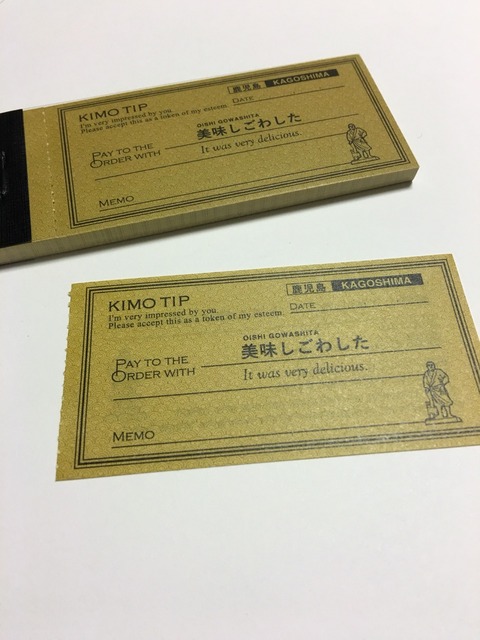 鹿児島 KAGOSHIMA
KIMO TIP
I'm very impressed by you.
Please accept this as a token of my esteem.
DATE
OISHI GOWASHITA
美味しごわした
PAY TO THE
ORDER WITH
It was very delicious.
MEMO
鹿児島 KAGOSHIMA
KIMO TIP
I'm very impressed by you.
Please accept this as a token of my esteem.
DATE
OISHI GOWASHITA
美味しごわした
PAY TO THE
ORDER WITH
It was very delicious.
MEMO